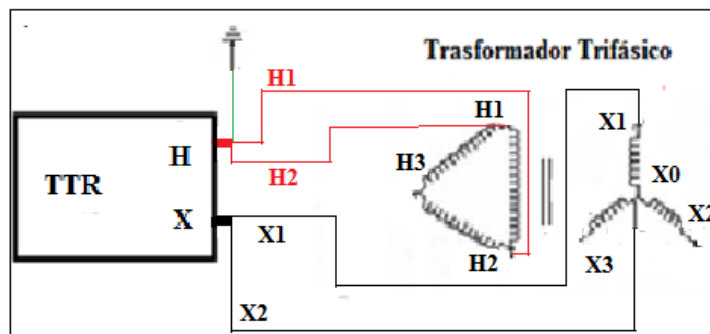 Trasformador Trifásico
H1
H1
X1
H
H3
H2
X0
TTR
X2
X
X1
H2
X3
X2